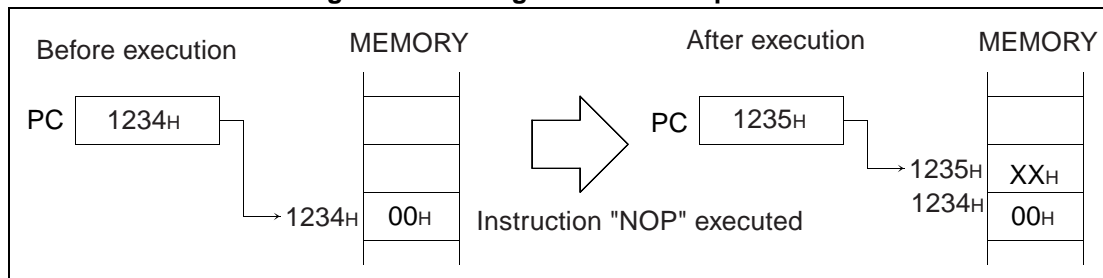 Before execution
MEMORY
After execution
MEMORY
PC
1234H
PC
1235H
1235H
XXH
1234H
1234H
00H
Instruction "NOP" executed
00H